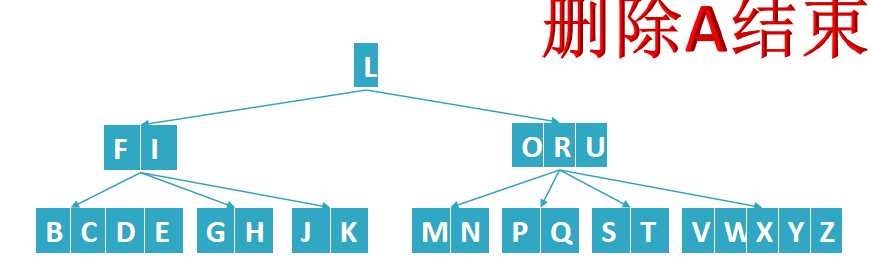 删除A结束
L
F I
O R U
B C D E G H J K M N P Q S T V W X Y Z